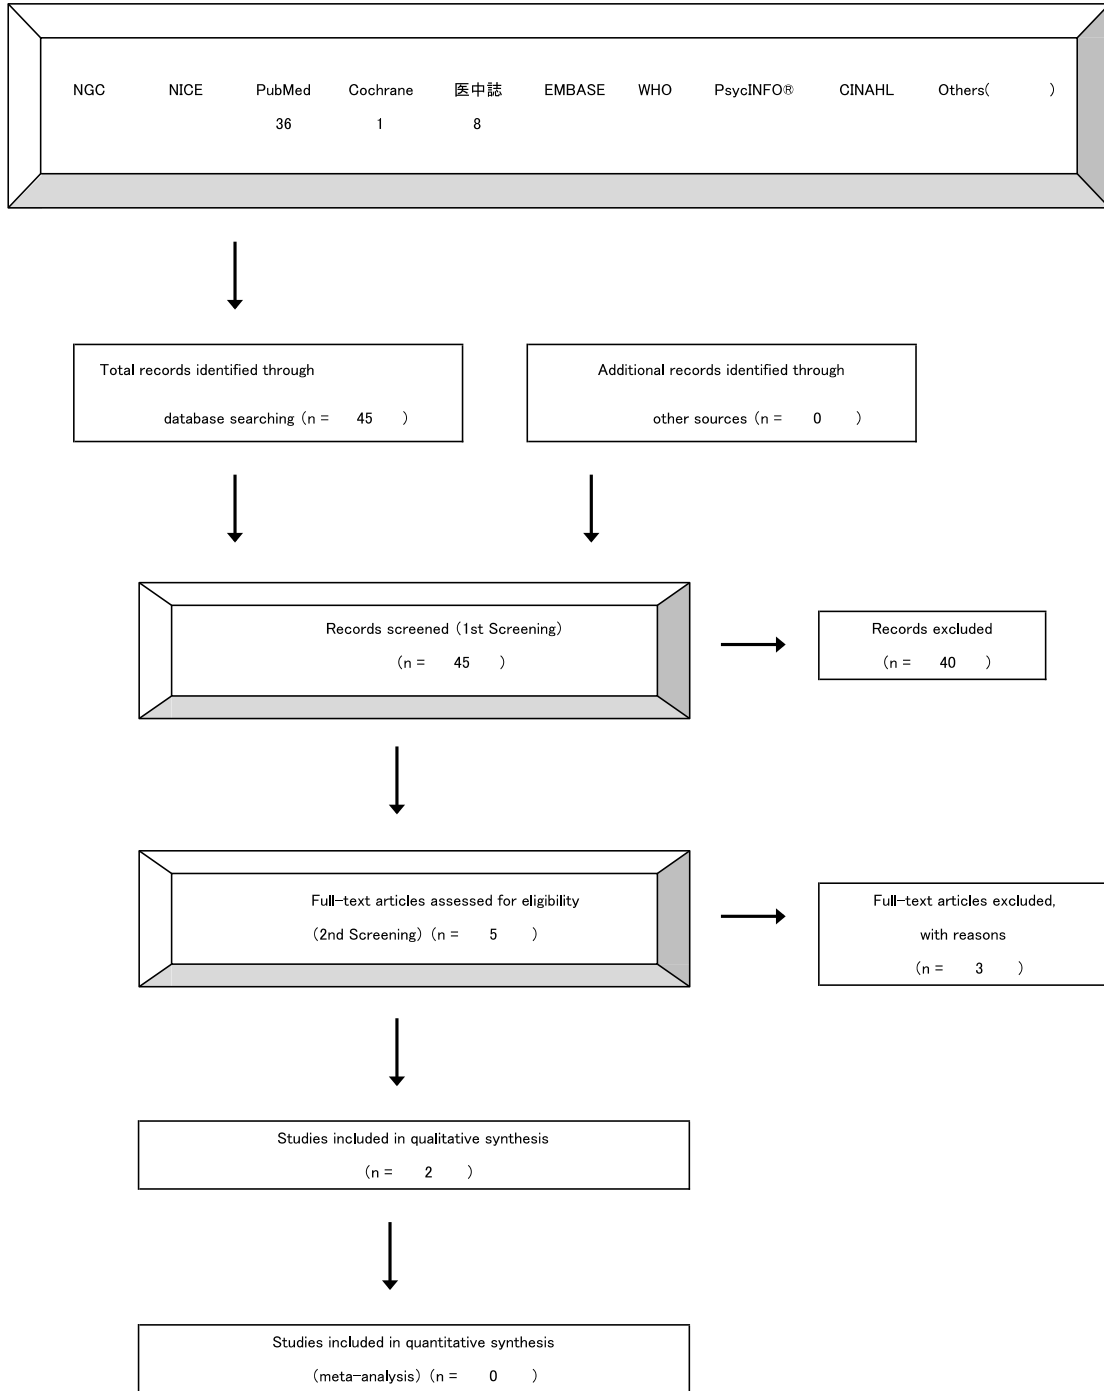 NGC NICE PubMed Cochrane 医中誌 EMBASE WHO PsycINFO® CINAHL Others( )
36 1 8
Total records identified through
database searching (n = 45 )
Additional records identified through
other sources (n = 0 )
Records screened (1st Screening)
(n = 45 )
Records excluded
(n = 40 )
Full-text articles assessed for eligibility
(2nd Screening) (n = 5 )
Full-text articles excluded,
with reasons
(n = 3 )
Studies included in qualitative synthesis
(n = 2 )
Studies included in quantitative synthesis
(meta-analysis) (n = 0 )